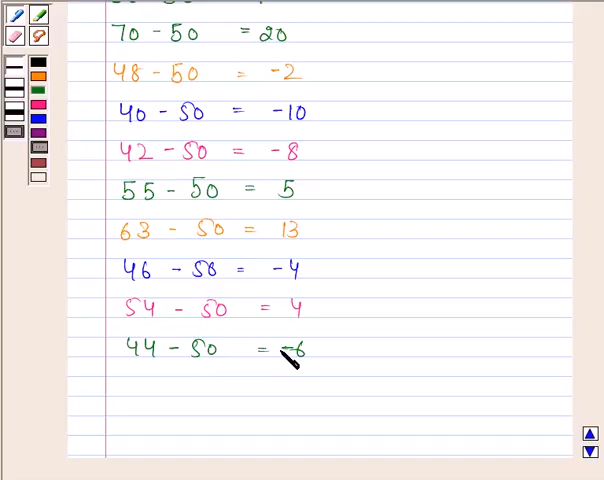 70 - 50 = 20
48 - 50 = -2
40 - 50 = -10
42 - 50 = -8
55 - 50 = 5
63 - 50 = 13
46 - 50 = -4
54 - 50 = 4
44 - 50 = -6